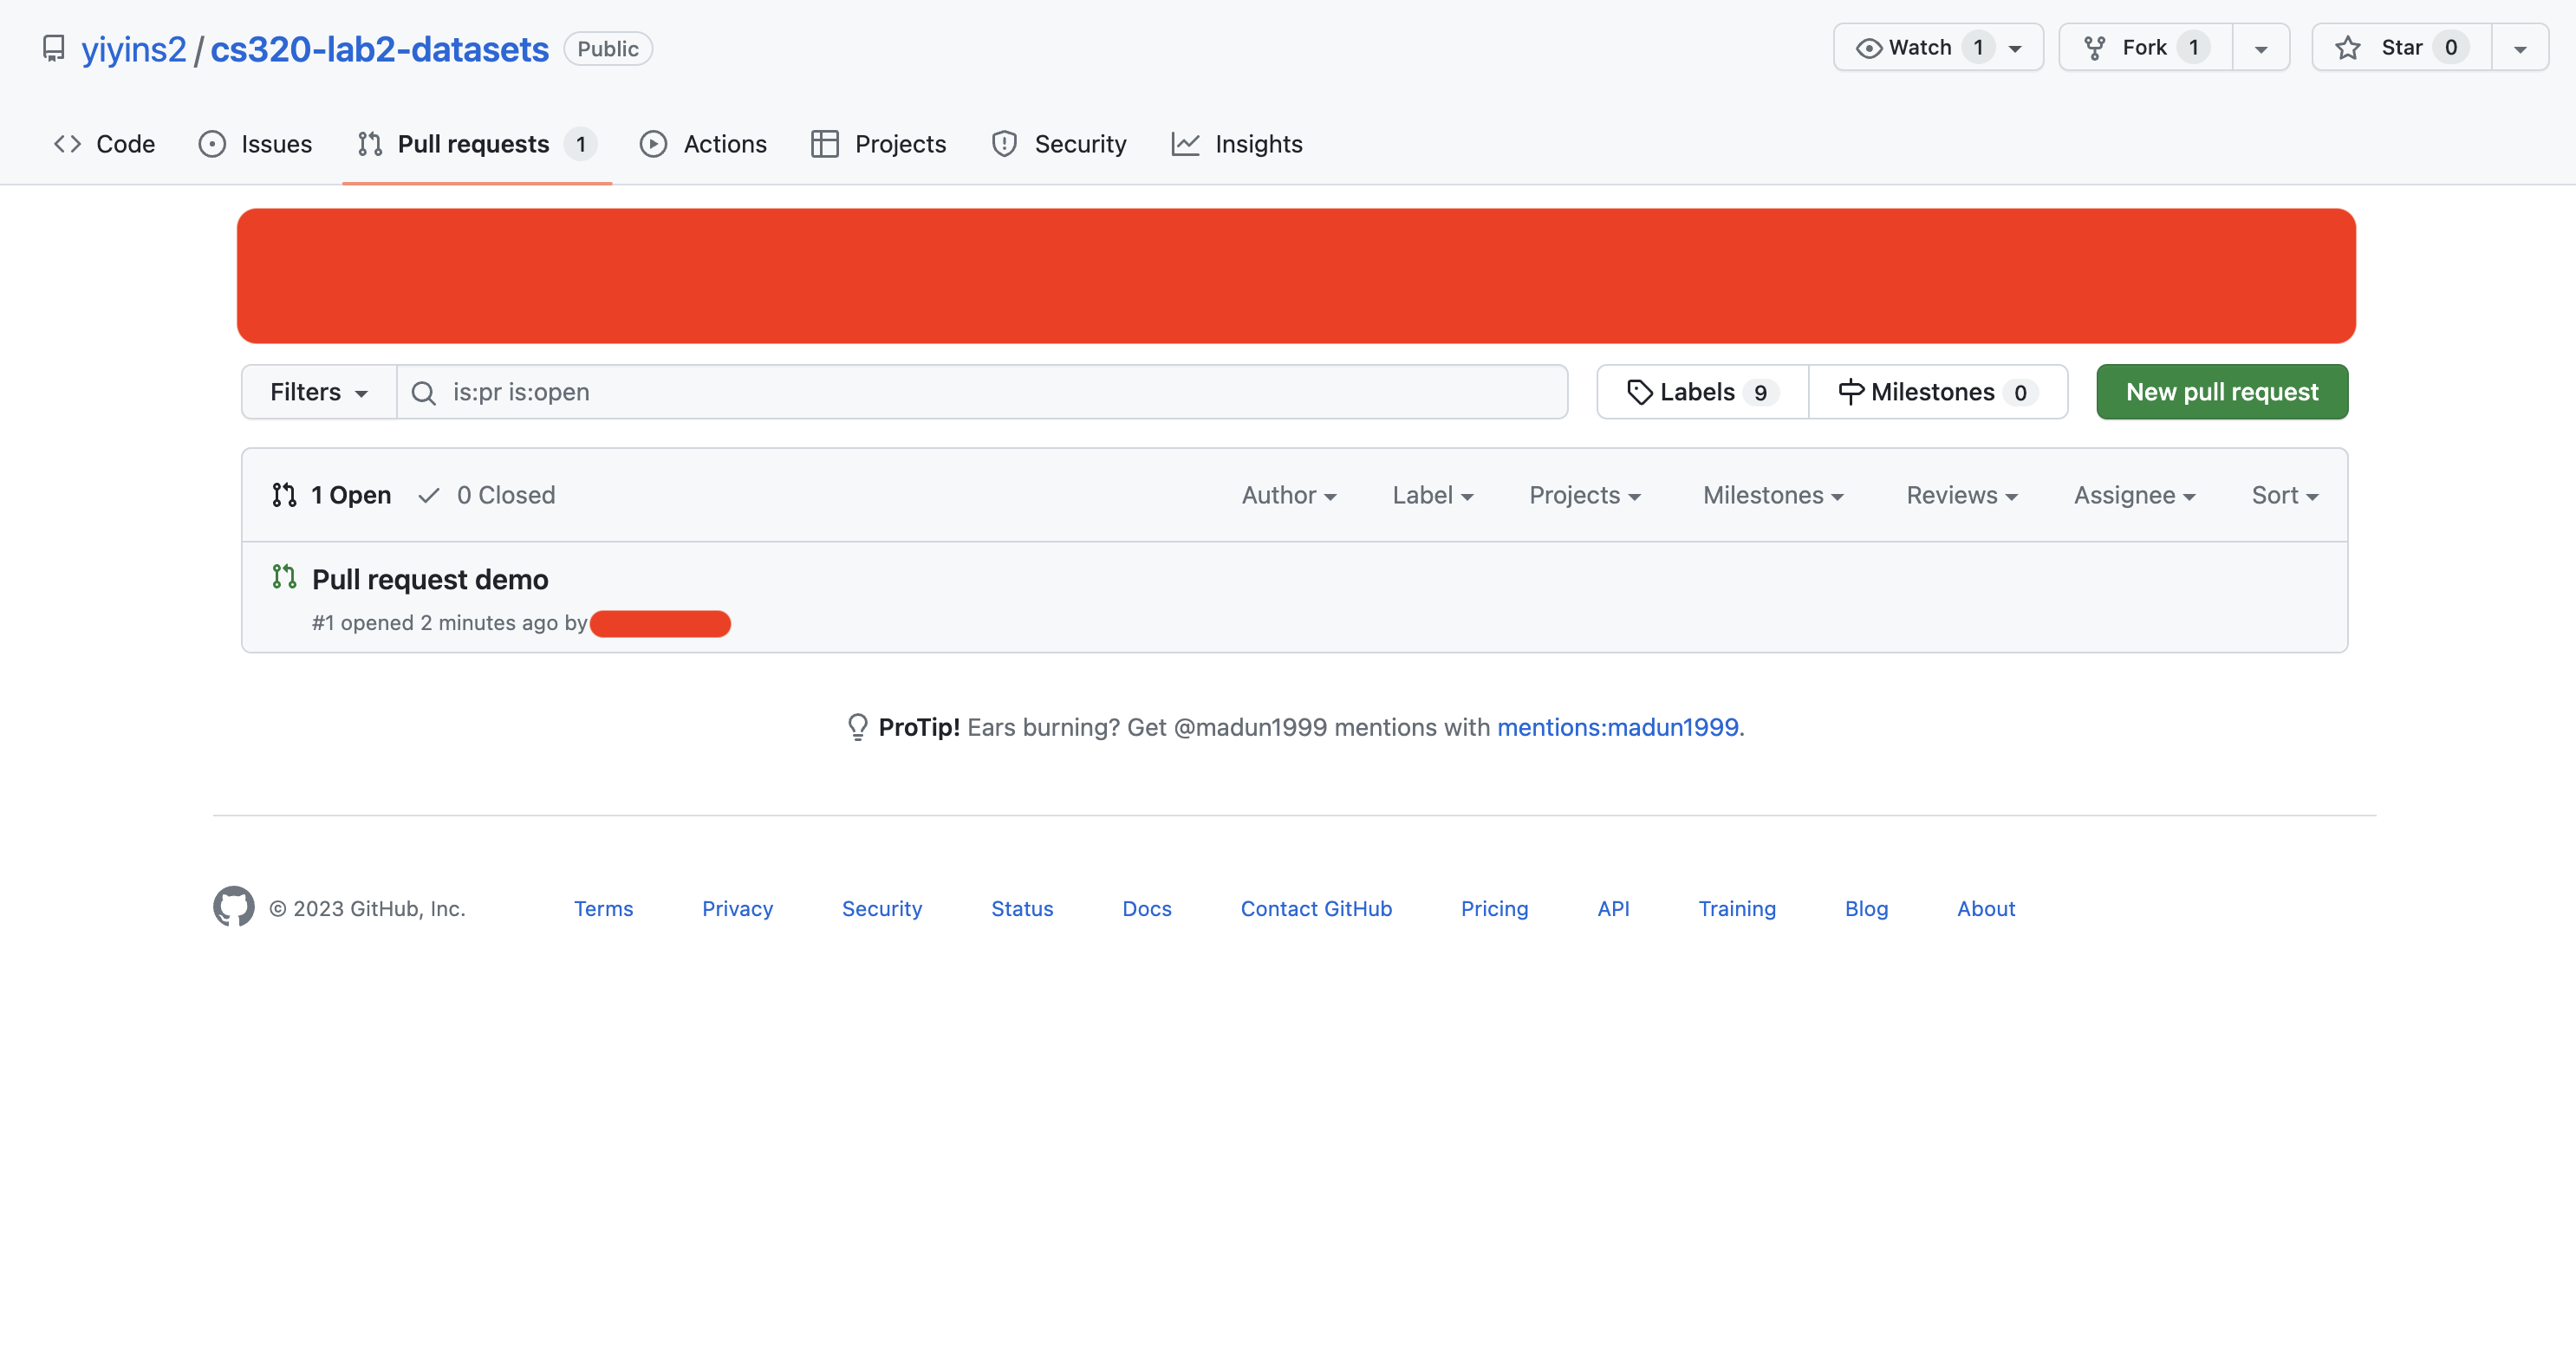 yiyins2 / cs320-lab2-datasets Public Watch 1 Fork 1 Star 0
Code Issues Pull requests 1 Actions Projects Security Insights
Filters is:pr is:open Labels 9 Milestones 0 New pull request
1 Open 0 Closed Author Label Projects Milestones Reviews Assignee Sort
Pull request demo
#1 opened 2 minutes ago by
ProTip! Ears burning? Get @madun1999 mentions with mentions:madun1999.
© 2023 GitHub, Inc. Terms Privacy Security Status Docs Contact GitHub Pricing API Training Blog About